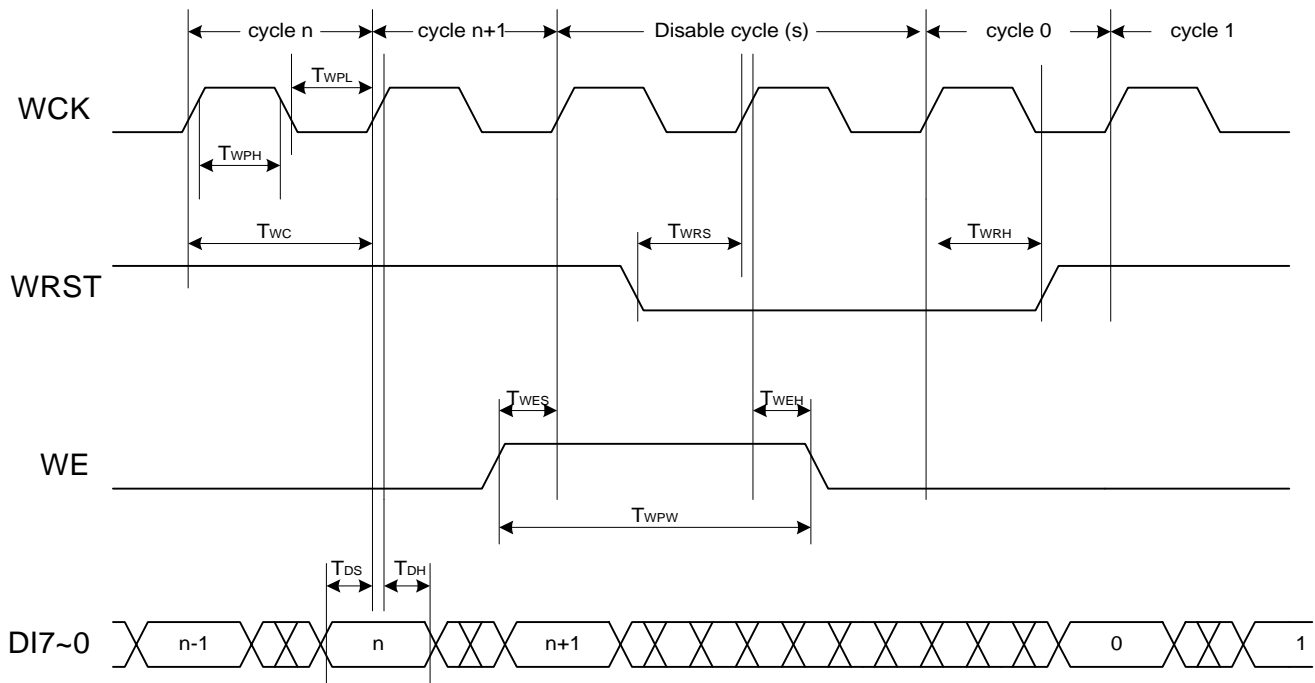 cycle n cycle n+1 Disable cycle (s) cycle 0 cycle 1
TWPL
WCK
TWPH
TWC TWRS TWRH
WRST
TWES TWEH
WE
TWPW
TDS TDH
DI7~0 n-1 n n+1 0 1